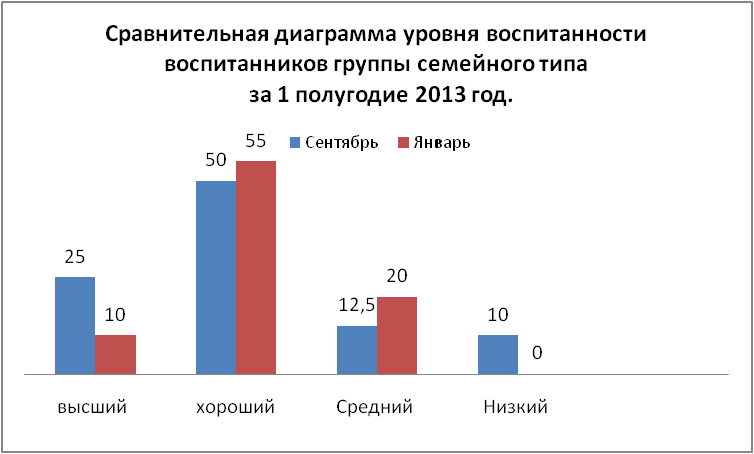 Сравнительная диаграмма уровня воспитанности
воспитанников группы семейного типа
за 1 полугодие 2013 год.
Сентябрь Январь
25
10
50
55
12,5
20
10
0
высший хороший Средний Низкий